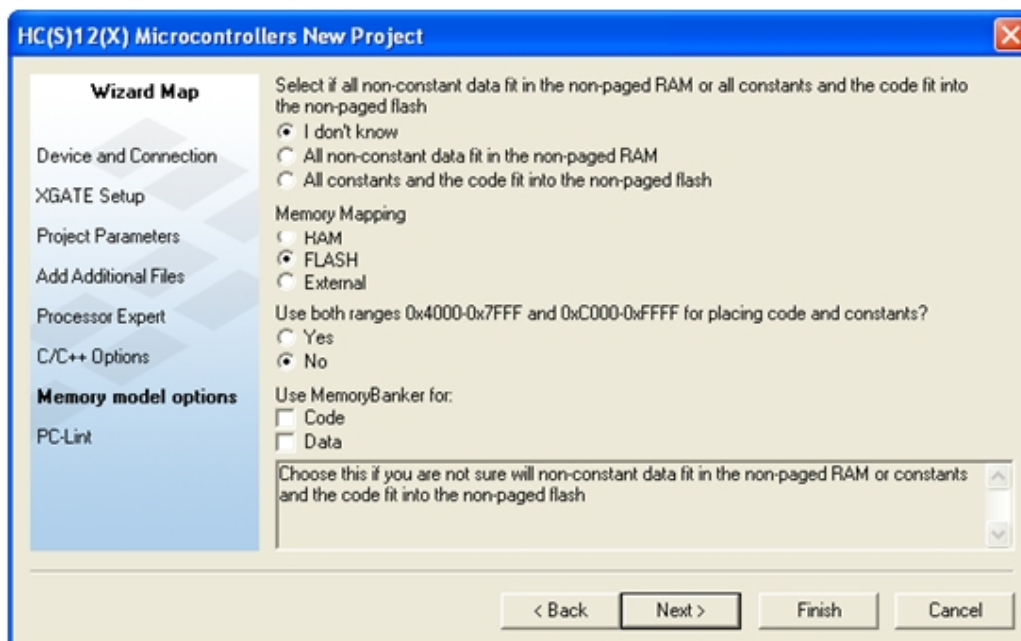 HC(S)12(X) Microcontrollers New Project
Wizard Map
Device and Connection
XGATE Setup
Project Parameters
Add Additional Files
Processor Expert
C/C++ Options
Memory model options
PC-Lint
Select if all non-constant data fit in the non-paged RAM or all constants and the code fit into
the non-paged flash
I don't know
All non-constant data fit in the non-paged RAM
All constants and the code fit into the non-paged flash
Memory Mapping
RAM
FLASH
External
Use both ranges 0x4000-0x7FFF and 0xC000-0xFFFF for placing code and constants?
Yes
No
Use MemoryBanker for:
Code
Data
Choose this if you are not sure will non-constant data fit in the non-paged RAM or constants
and the code fit into the non-paged flash
< Back
Next >
Finish
Cancel